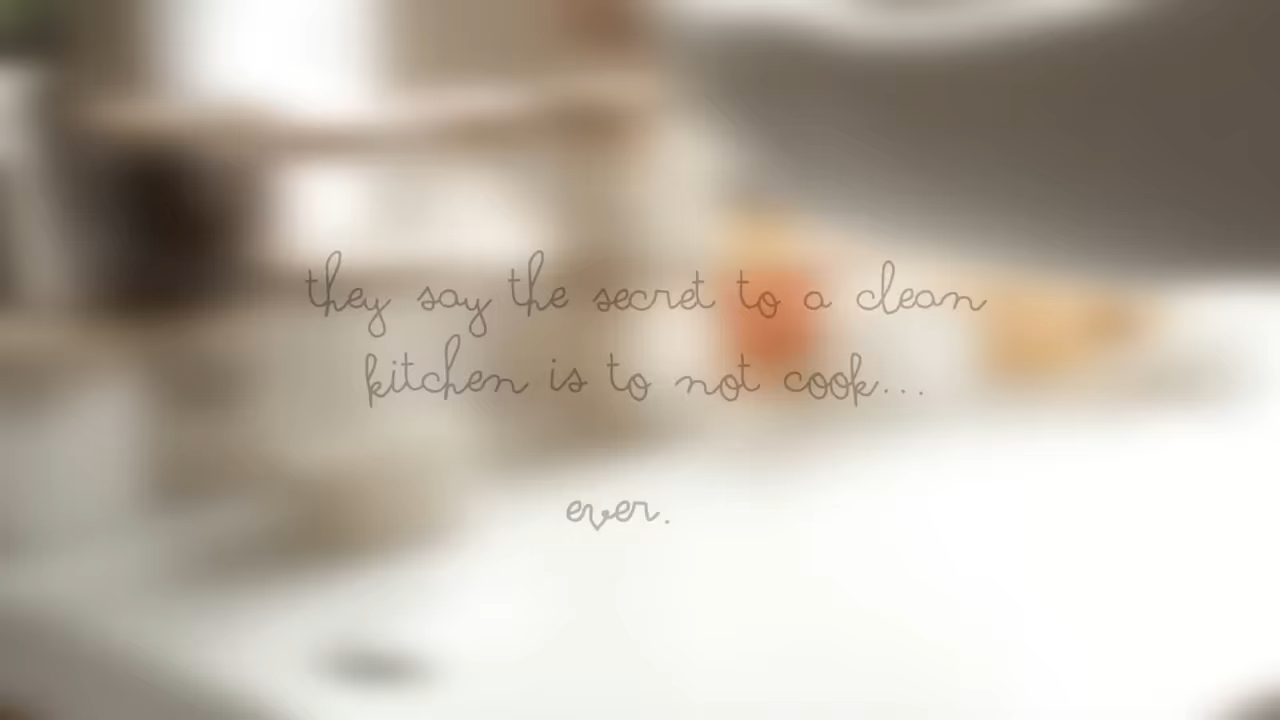 they say the secret to a clean
kitchen is to not cook...
ever.